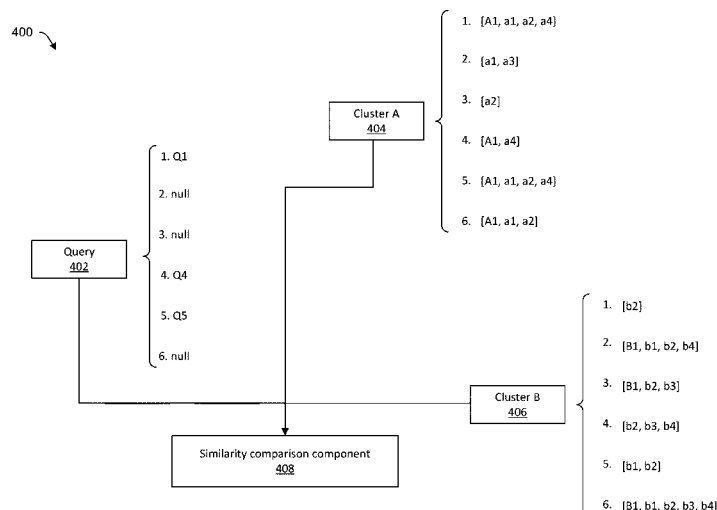 400
Cluster A
404
1. [A1, a1, a2, a4]
2. [a1, a3]
3. [a2]
4. [A1, a4]
5. [A1, a1, a2, a4]
6. [A1, a1, a2]
Query
402
1. Q1
2. null
3. null
4. Q4
5. Q5
6. null
Cluster B
406
1. [b2]
2. [B1, b1, b2, b4]
3. [B1, b2, b3]
4. [b2, b3, b4]
5. [b1, b2]
6. [B1, b1, b2, b3, b4]
Similarity comparison component
408